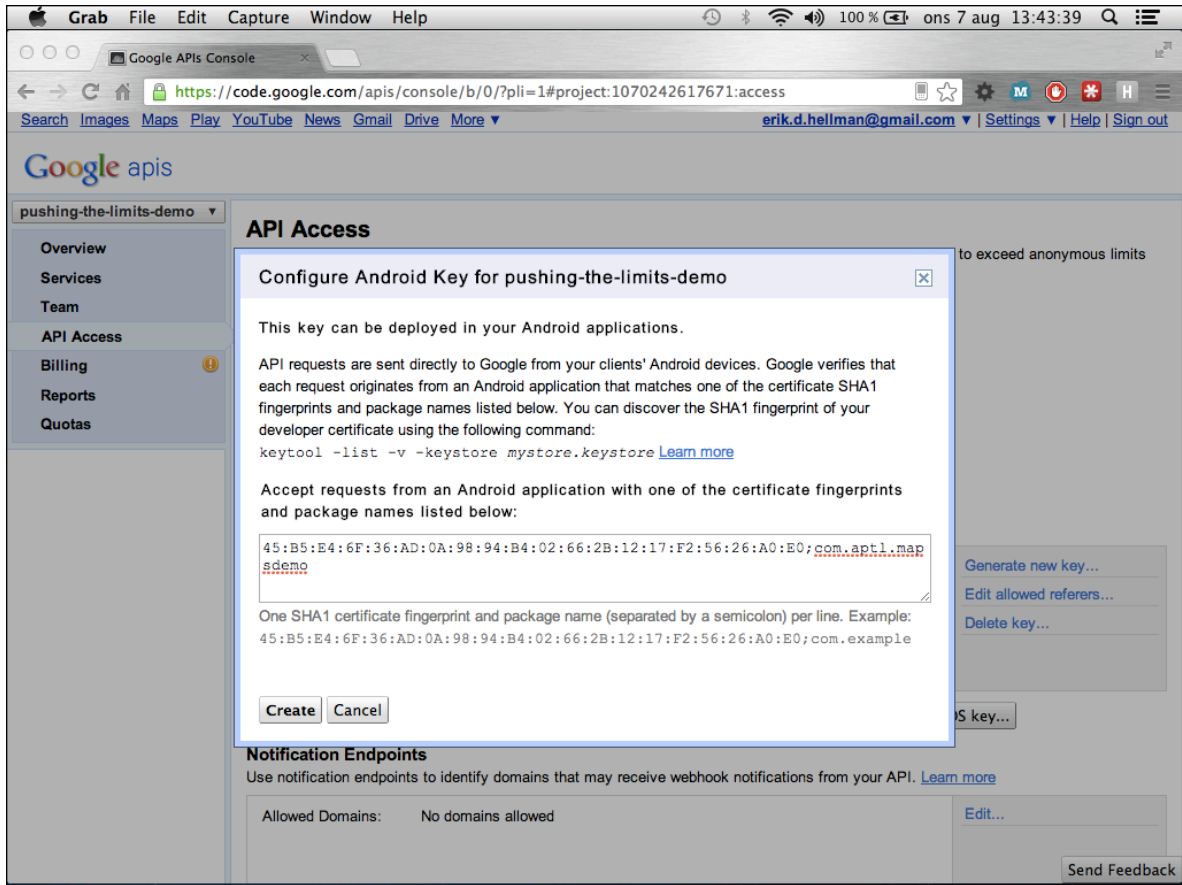 Grab File Edit Capture Window Help 100 % ons 7 aug 13:43:39
Google APIs Console
https://code.google.com/apis/console/b/0/?pli=1#project:1070242617671:access M H
Search Images Maps Play YouTube News Gmail Drive More ▼ erik.d.hellman@gmail.com ▼ | Settings ▼ | Help | Sign out
Google apis
pushing-the-limits-demo ▼
Overview
Services
Team
API Access
Billing
Reports
Quotas
API Access
to exceed anonymous limits
Configure Android Key for pushing-the-limits-demo
This key can be deployed in your Android applications.
API requests are sent directly to Google from your clients' Android devices. Google verifies that
each request originates from an Android application that matches one of the certificate SHA1
fingerprints and package names listed below. You can discover the SHA1 fingerprint of your
developer certificate using the following command:
keytool -list -v -keystore mystore.keystore Learn more
Accept requests from an Android application with one of the certificate fingerprints
and package names listed below:
45:B5:E4:6F:36:AD:0A:98:94:B4:02:66:2B:12:17:F2:56:26:A0:E0;com.aptl.map
sdemo
One SHA1 certificate fingerprint and package name (separated by a semicolon) per line. Example:
45:B5:E4:6F:36:AD:0A:98:94:B4:02:66:2B:12:17:F2:56:26:A0:E0;com.example
Create Cancel
Generate new key...
Edit allowed referers...
Delete key...
OS key...
Notification Endpoints
Use notification endpoints to identify domains that may receive webhook notifications from your API. Learn more
Allowed Domains: No domains allowed
Edit...
Send Feedback